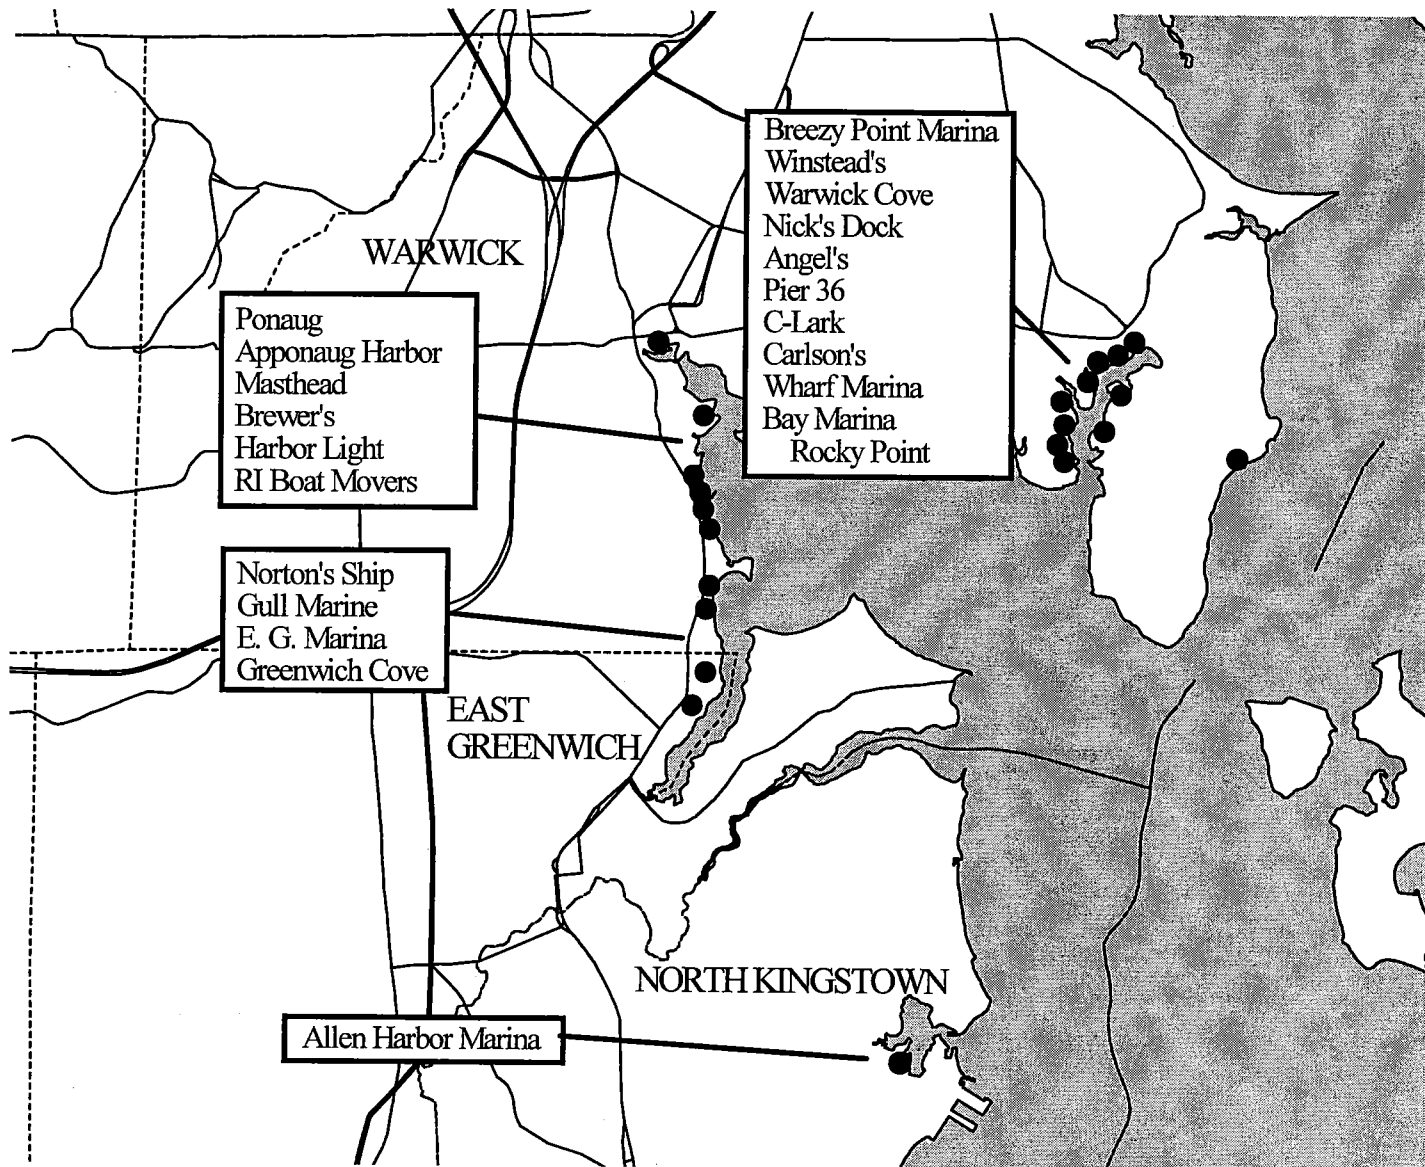 Breezy Point Marina
Winstead's
Warwick Cove
Nick's Dock
Angel's
Pier 36
C-Lark
Carlson's
Wharf Marina
Bay Marina
Rocky Point
WARWICK
Ponaug
Apponaug Harbor
Masthead
Brewer's
Harbor Light
RI Boat Movers
Norton's Ship
Gull Marine
E. G. Marina
Greenwich Cove
EAST
GREENWICH
NORTH KINGSTOWN
Allen Harbor Marina